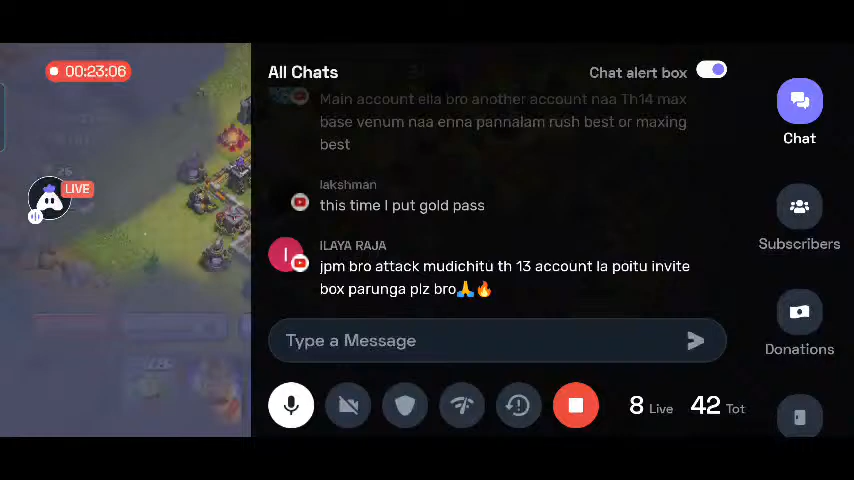 00:23:06
All Chats
Chat alert box
Main account ella bro another account naa Th14 max
base venum naa enna pannalam rush best or maxing
best
LIVE
lakshman
this time I put gold pass
I
ILAYA RAJA
jpm bro attack mudichitu th 13 account la poitu invite
box parunga plz bro🙏🔥
Type a Message
8 Live
42 Tot
Chat
Subscribers
Donations